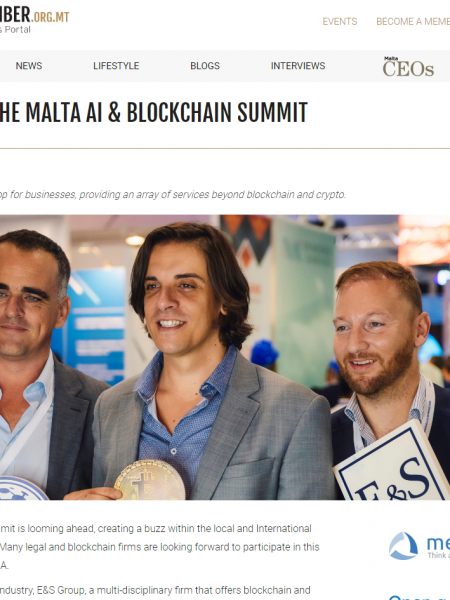 MBER.ORG.MT
s Portal
EVENTS BECOME A MEMB
NEWS LIFESTYLE BLOGS INTERVIEWS Malta CEOs
HE MALTA AI & BLOCKCHAIN SUMMIT
op for businesses, providing an array of services beyond blockchain and crypto.
E&S
mit is looming ahead, creating a buzz within the local and International
Many legal and blockchain firms are looking forward to participate in this
A.
ndustry, E&S Group, a multi-disciplinary firm that offers blockchain and
me
Think a